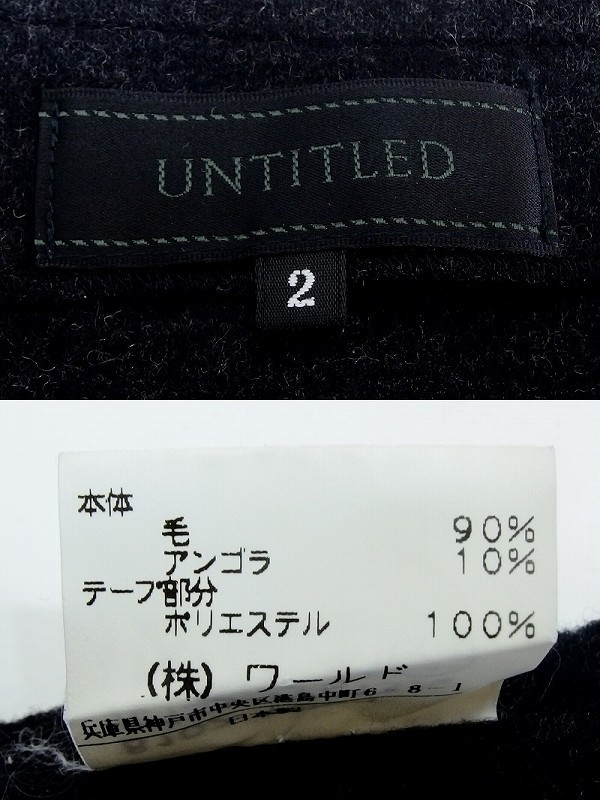 UNTITLED
2
本体
毛 90%
アンゴラ 10%
テープ部分
ポリエステル 100%
(株) ワールド
兵庫県神戸市中央区港島中町6-8-1
日本製